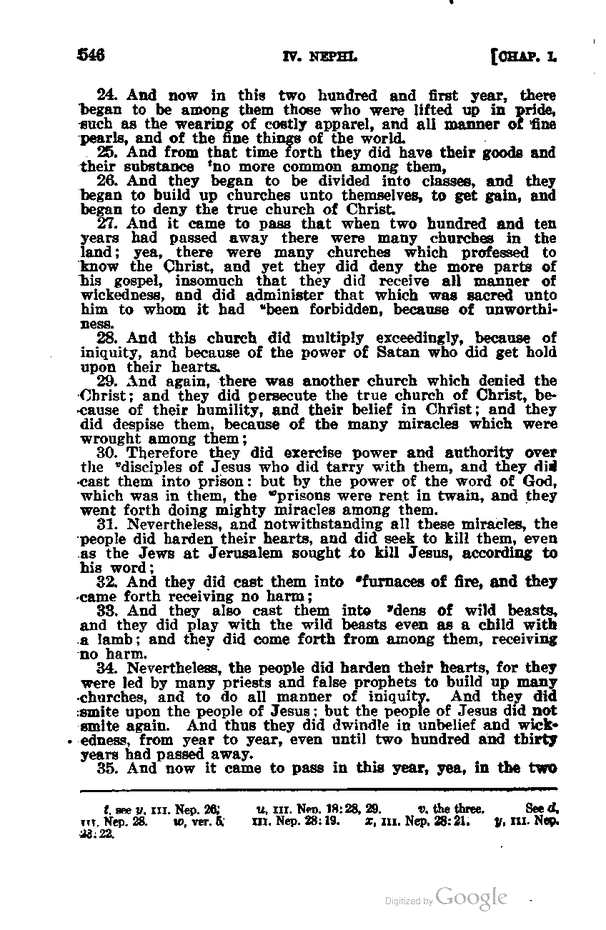 546 IV. NEPHI. [CHAP. I.
24. And now in this two hundred and first year, there
began to be among them those who were lifted up in pride,
such as the wearing of costly apparel, and all manner of fine
pearls, and of the fine things of the world.
25. And from that time forth they did have their goods and
their substance ᵗno more common among them,
26. And they began to be divided into classes, and they
began to build up churches unto themselves, to get gain, and
began to deny the true church of Christ.
27. And it came to pass that when two hundred and ten
years had passed away there were many churches in the
land; yea, there were many churches which professed to
know the Christ, and yet they did deny the more parts of
his gospel, insomuch that they did receive all manner of
wickedness, and did administer that which was sacred unto
him to whom it had ᵘbeen forbidden, because of unworthi-
ness.
28. And this church did multiply exceedingly, because of
iniquity, and because of the power of Satan who did get hold
upon their hearts.
29. And again, there was another church which denied the
Christ; and they did persecute the true church of Christ, be-
cause of their humility, and their belief in Christ; and they
did despise them, because of the many miracles which were
wrought among them;
30. Therefore they did exercise power and authority over
the ᵛdisciples of Jesus who did tarry with them, and they did
cast them into prison: but by the power of the word of God,
which was in them, the ʷprisons were rent in twain, and they
went forth doing mighty miracles among them.
31. Nevertheless, and notwithstanding all these miracles, the
people did harden their hearts, and did seek to kill them, even
as the Jews at Jerusalem sought to kill Jesus, according to
his word;
32. And they did cast them into ˣfurnaces of fire, and they
came forth receiving no harm;
33. And they also cast them into ʸdens of wild beasts,
and they did play with the wild beasts even as a child with
a lamb; and they did come forth from among them, receiving
no harm.
34. Nevertheless, the people did harden their hearts, for they
were led by many priests and false prophets to build up many
churches, and to do all manner of iniquity. And they did
smite upon the people of Jesus; but the people of Jesus did not
smite again. And thus they did dwindle in unbelief and wick-
edness, from year to year, even until two hundred and thirty
years had passed away.
35. And now it came to pass in this year, yea, in the two
t, see y, III. Nep. 26; u, III. Nep. 18:28, 29. v, the three. See d,
III. Nep. 28. w, ver. 5; III. Nep. 28:19. x, III. Nep. 28:21. y, III. Nep.
28:22.
Digitized by Google